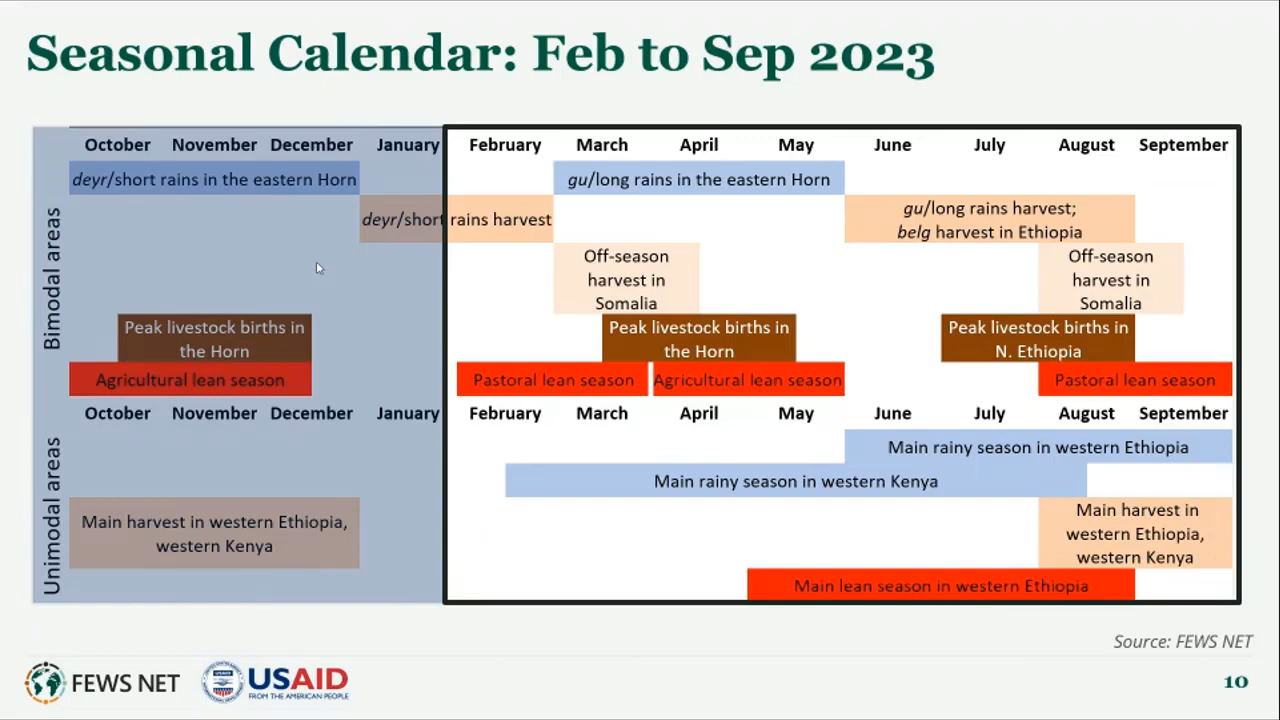 Seasonal Calendar: Feb to Sep 2023
October November December January February March April May June July August September
Bimodal areas
deyr/short rains in the eastern Horn
gu/long rains in the eastern Horn
deyr/short rains harvest
gu/long rains harvest;
belg harvest in Ethiopia
Off-season
harvest in
Somalia
Off-season
harvest in
Somalia
Peak livestock births in
the Horn
Peak livestock births in
the Horn
Peak livestock births in
N. Ethiopia
Agricultural lean season
Pastoral lean season
Agricultural lean season
Pastoral lean season
October November December January February March April May June July August September
Unimodal areas
Main rainy season in western Ethiopia
Main rainy season in western Kenya
Main harvest in western Ethiopia,
western Kenya
Main harvest in
western Ethiopia,
western Kenya
Main lean season in western Ethiopia
Source: FEWS NET
FEWS NET
USAID
FROM THE AMERICAN PEOPLE
10